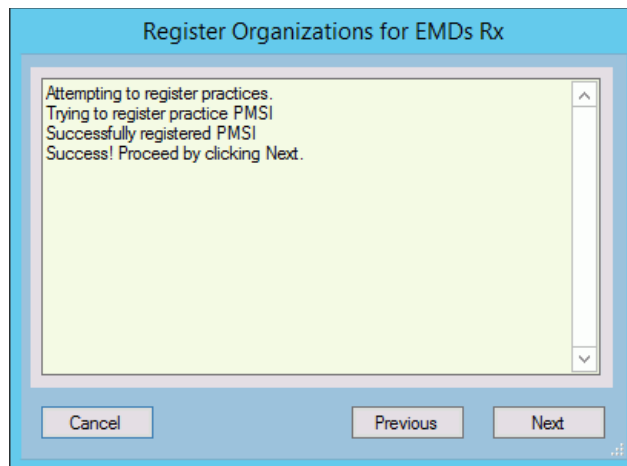 Register Organizations for EMDs Rx
Attempting to register practices.
Trying to register practice PMSI
Successfully registered PMSI
Success! Proceed by clicking Next.
Cancel
Previous
Next